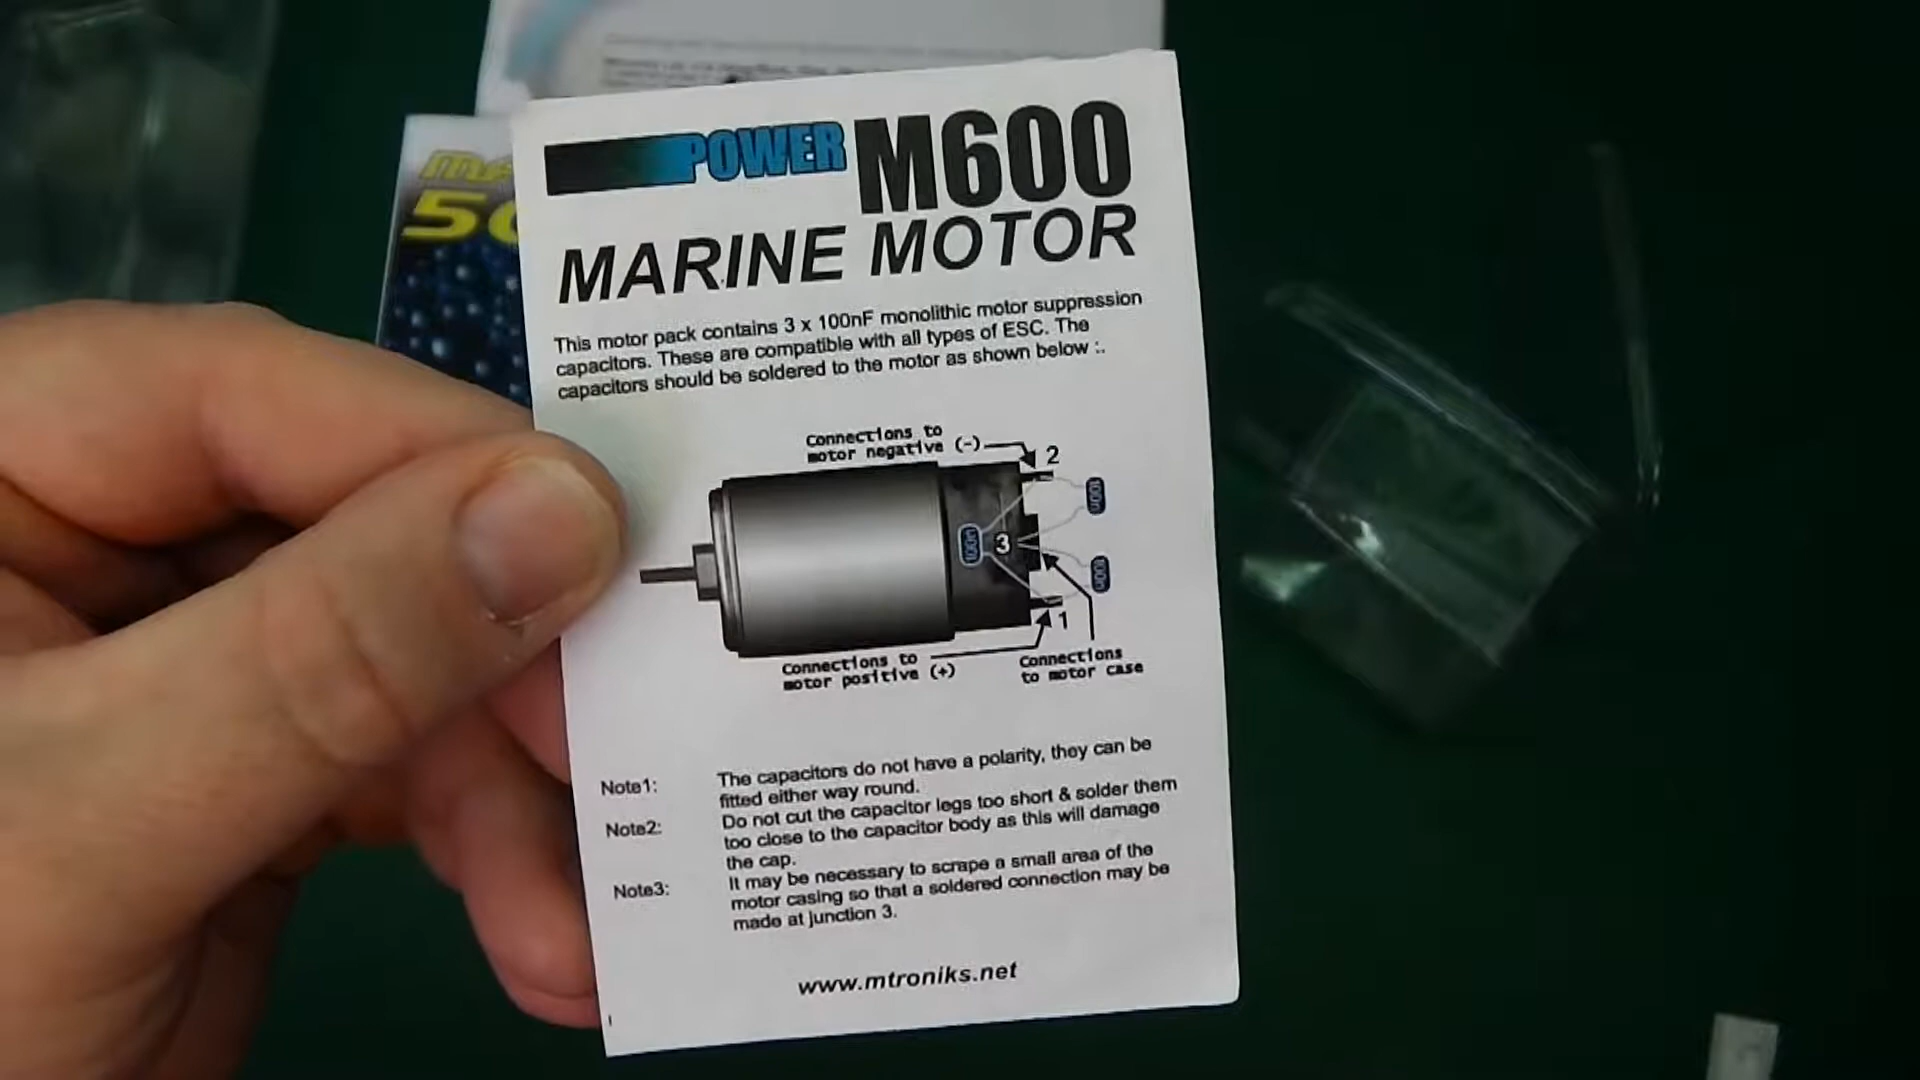 POWER M600
MARINE MOTOR
This motor pack contains 3 x 100nF monolithic motor suppression
capacitors. These are compatible with all types of ESC. The
capacitors should be soldered to the motor as shown below :.
Connections to
motor negative (-)
2
100n
100n
3
100n
1
Connections to
motor positive (+)
Connections
to motor case
Note1:
The capacitors do not have a polarity, they can be
fitted either way round.
Note2:
Do not cut the capacitor legs too short & solder them
too close to the capacitor body as this will damage
the cap.
Note3:
It may be necessary to scrape a small area of the
motor casing so that a soldered connection may be
made at junction 3.
www.mtroniks.net